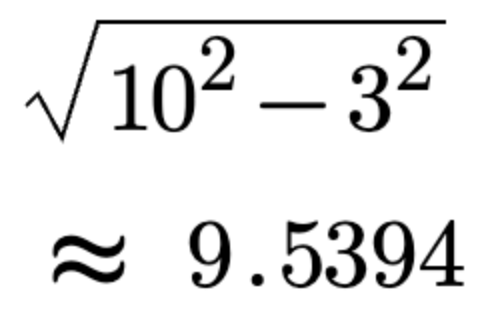 √(10² − 3²)
≈ 9.5394